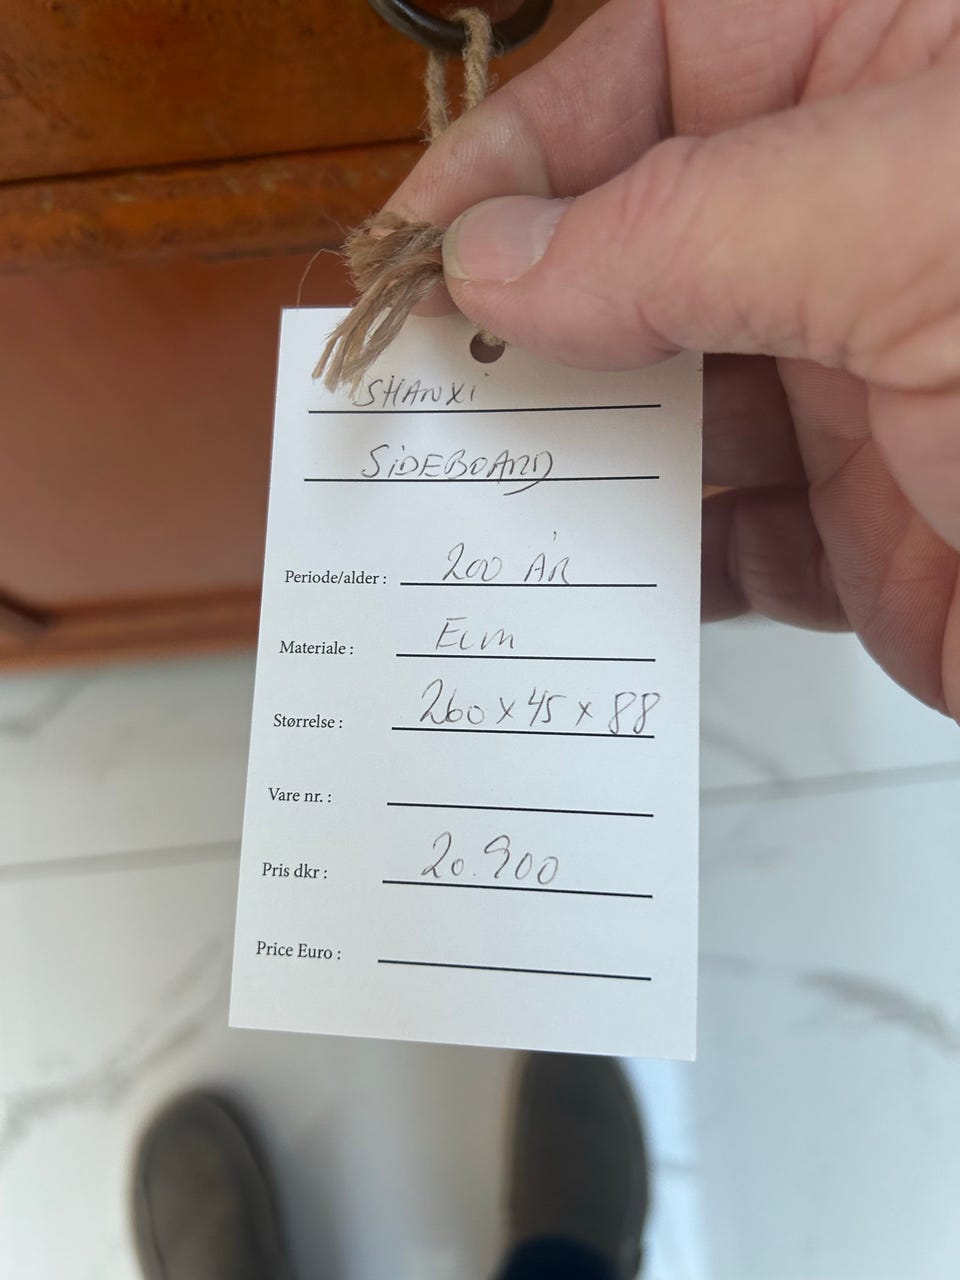 SHANXI
SiDEBOARD
Periode/alder : 200 ÅR
Materiale : ELM
Størrelse : 260 x 45 x 88
Vare nr. :
Pris dkr : 20.900
Price Euro :